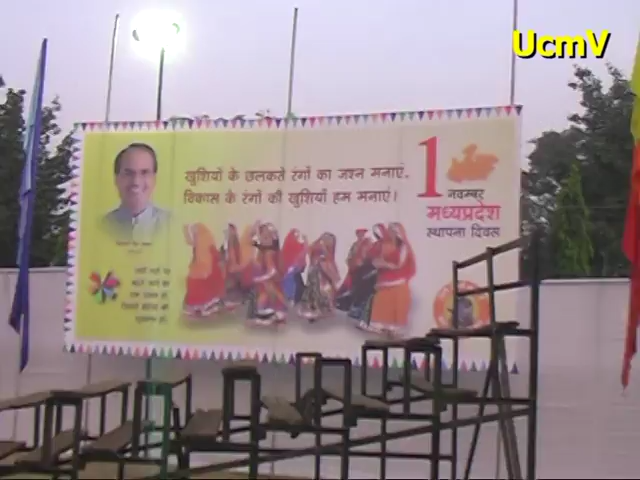 UcmV
खुशियों के छलकते रंगों का जश्न मनाएं,
विकास के रंगों की खुशियाँ हम मनाएं।
1
नवम्बर
मध्यप्रदेश
स्थापना दिवस